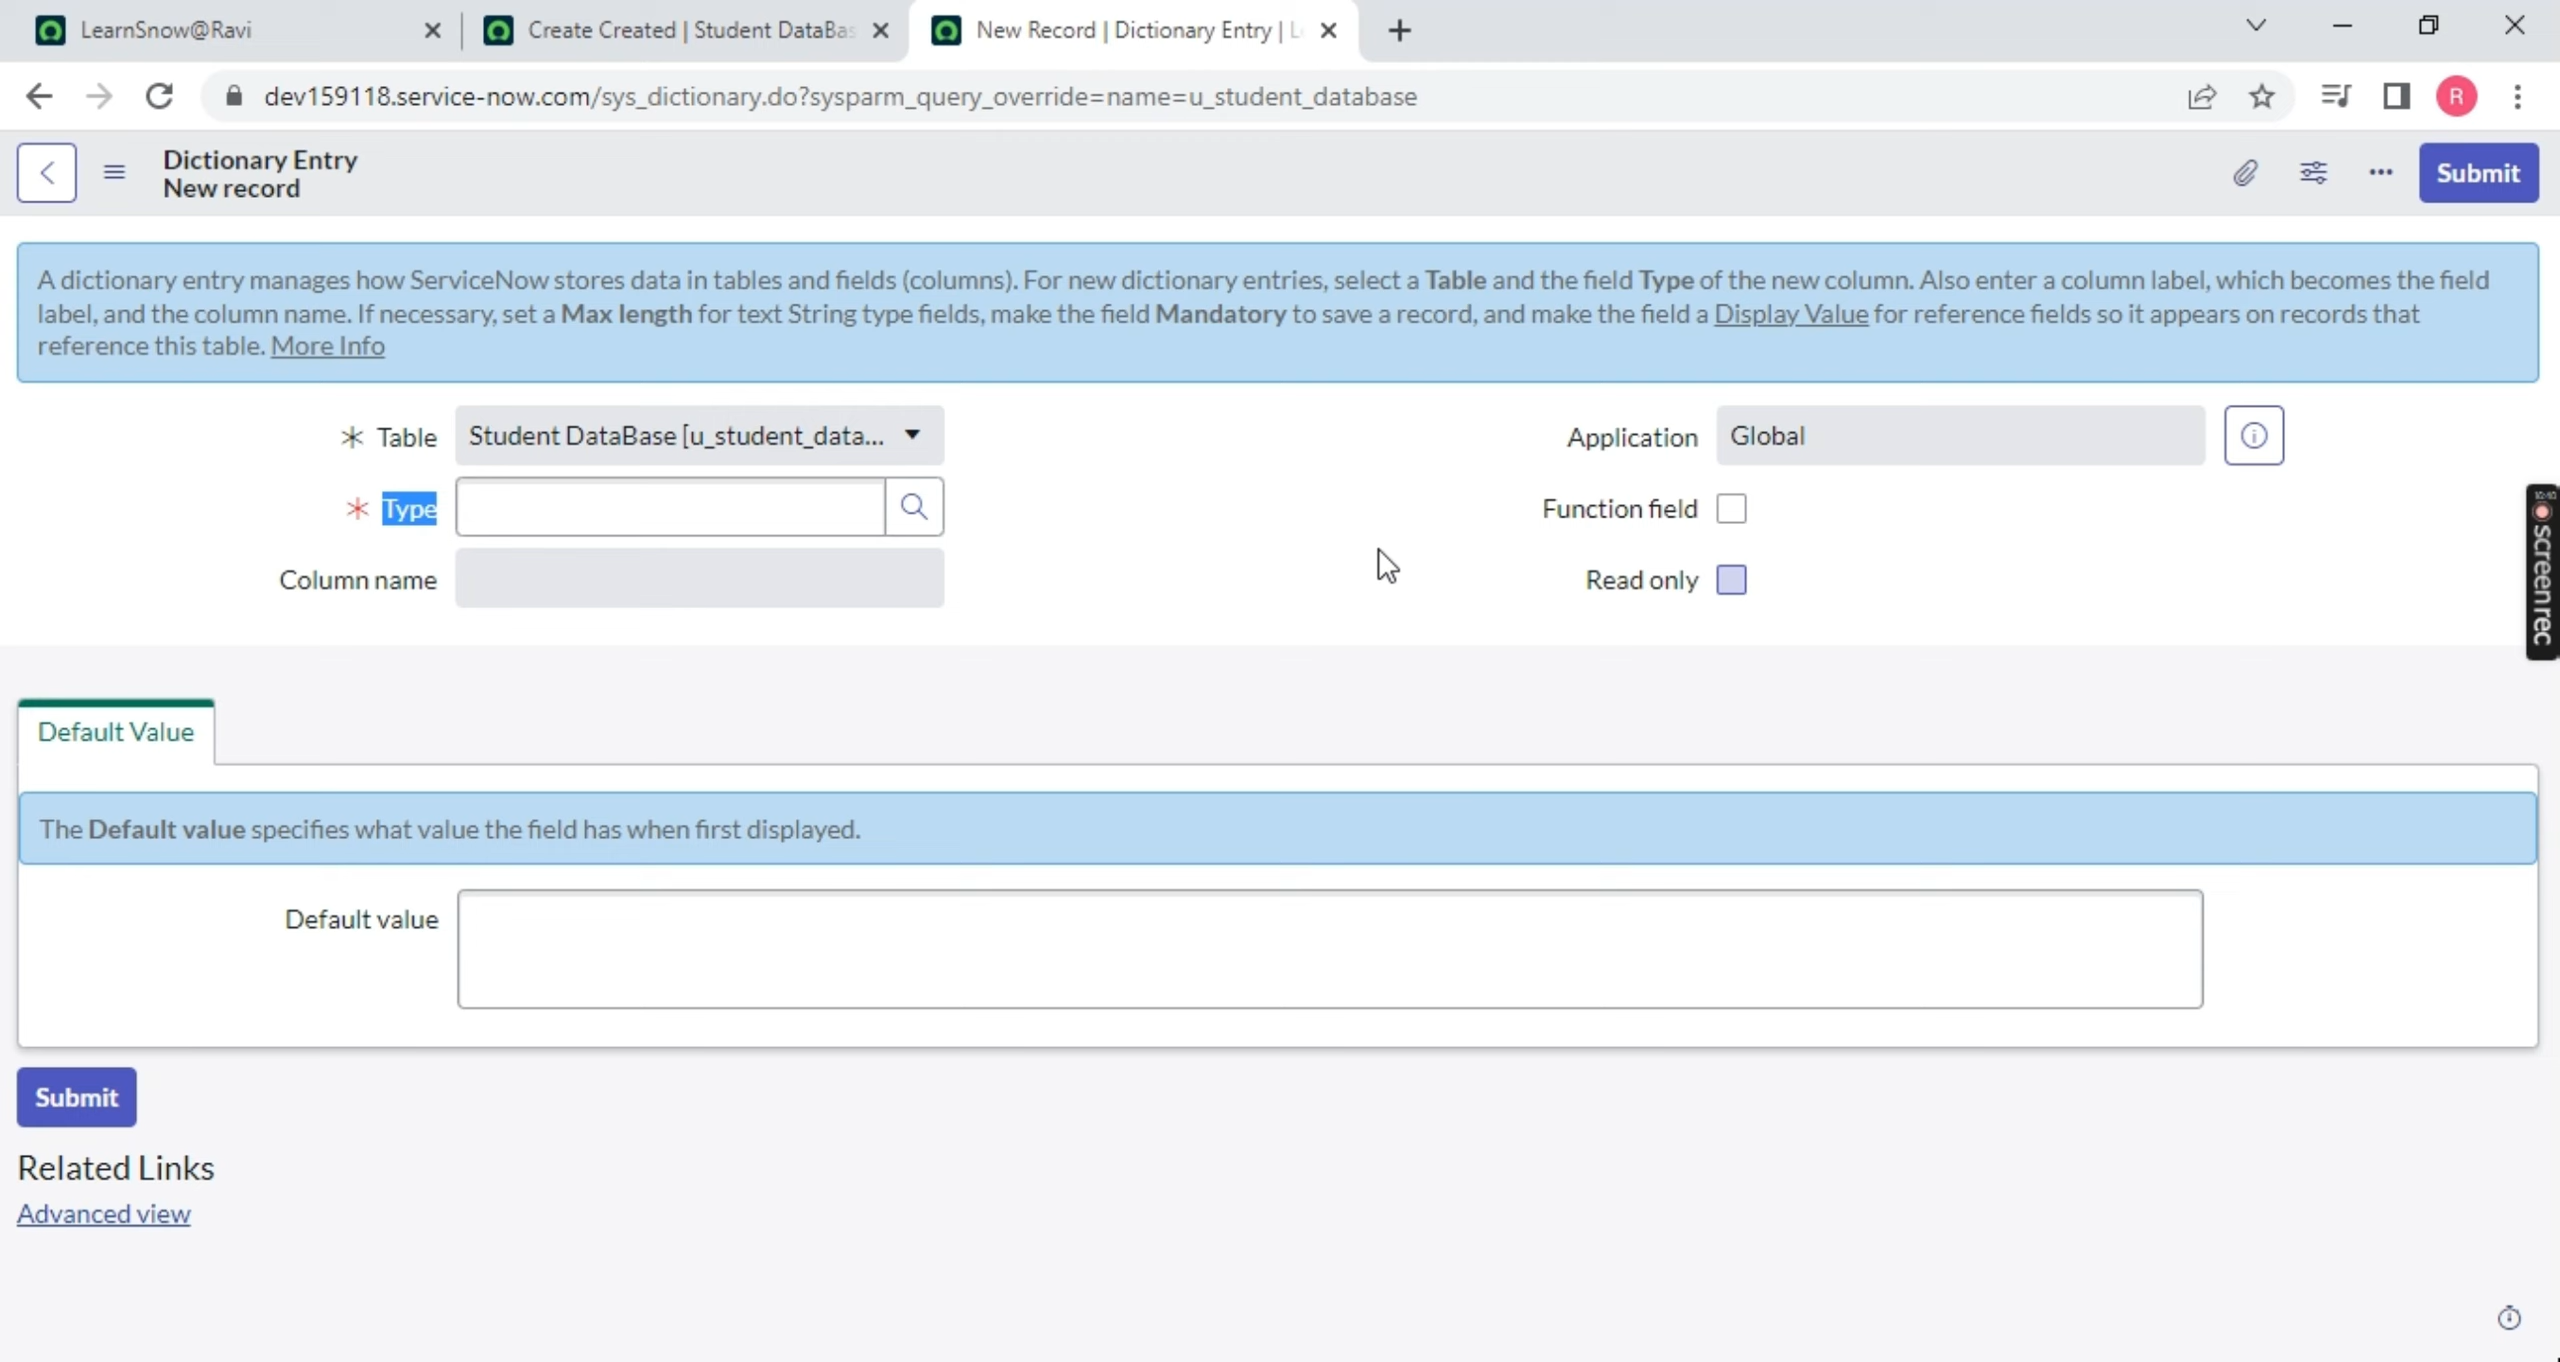 LearnSnow@Ravi
Create Created | Student DataBas
New Record | Dictionary Entry | L
dev159118.service-now.com/sys_dictionary.do?sysparm_query_override=name=u_student_database
R
Dictionary Entry
New record
Submit
A dictionary entry manages how ServiceNow stores data in tables and fields (columns). For new dictionary entries, select a Table and the field Type of the new column. Also enter a column label, which becomes the field
label, and the column name. If necessary, set a Max length for text String type fields, make the field Mandatory to save a record, and make the field a Display Value for reference fields so it appears on records that
reference this table. More Info
* Table
Student DataBase [u_student_data...
Application
Global
* Type
Function field
Column name
Read only
10:10
screenrec
Default Value
The Default value specifies what value the field has when first displayed.
Default value
Submit
Related Links
Advanced view